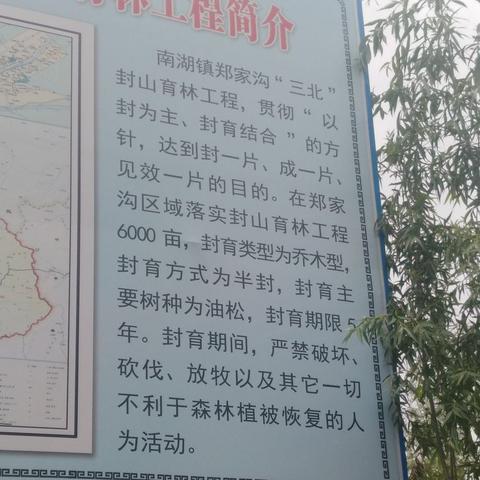 育林工程简介
南湖镇郑家沟“三北”
封山育林工程，贯彻“以
封为主、封育结合”的方
针，达到封一片、成一片、
见效一片的目的。在郑家
沟区域落实封山育林工程
6000亩，封育类型为乔木型，
封育方式为半封，封育主
要树种为油松，封育期限5
年。封育期间，严禁破坏、
砍伐、放牧以及其它一切
不利于森林植被恢复的人
为活动。